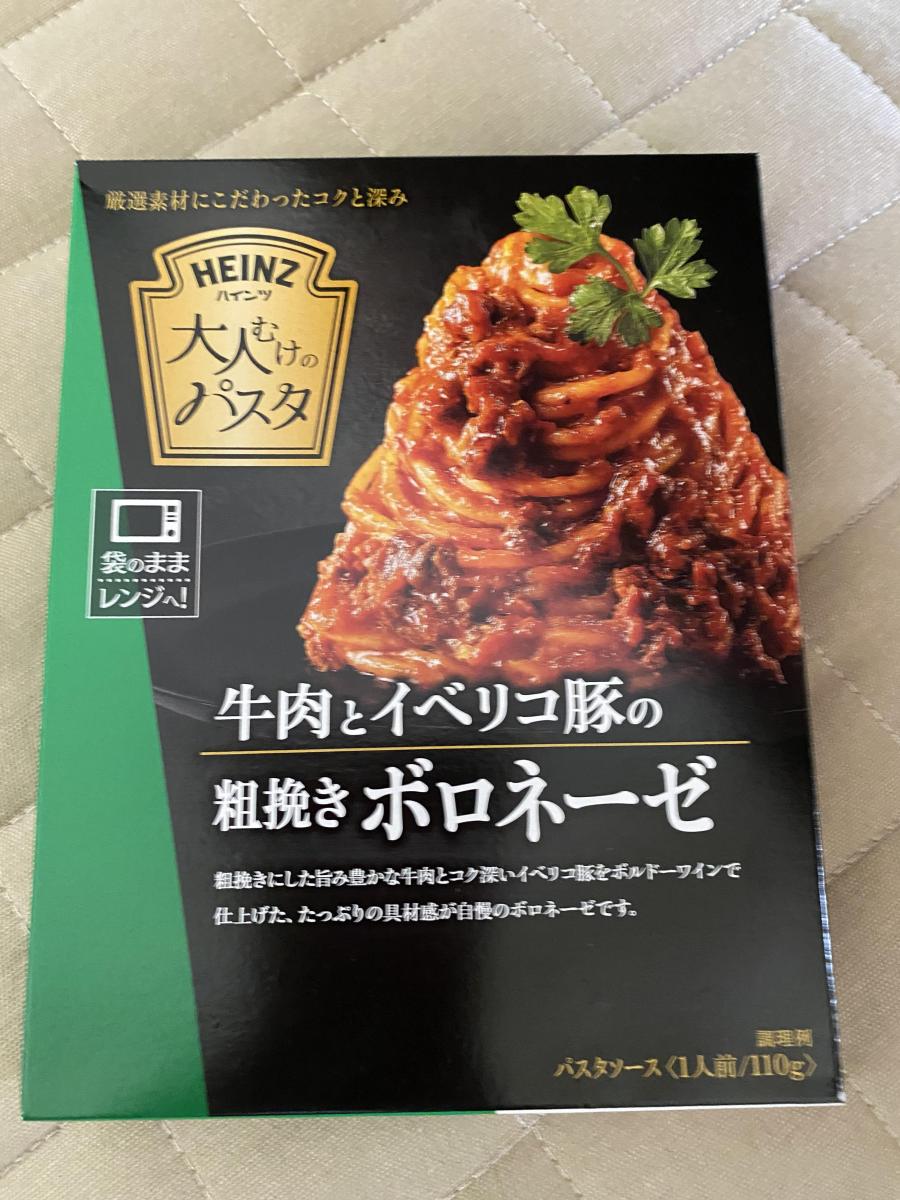 厳選素材にこだわったコクと深み
HEINZ
ハインツ
大人むけの
パスタ
袋のまま
レンジへ!
牛肉とイベリコ豚の
粗挽きボロネーゼ
粗挽きにした旨み豊かな牛肉とコク深いイベリコ豚をボルドーワインで
仕上げた、たっぷりの具材感が自慢のボロネーゼです。
調理例
パスタソース〈1人前/110g〉